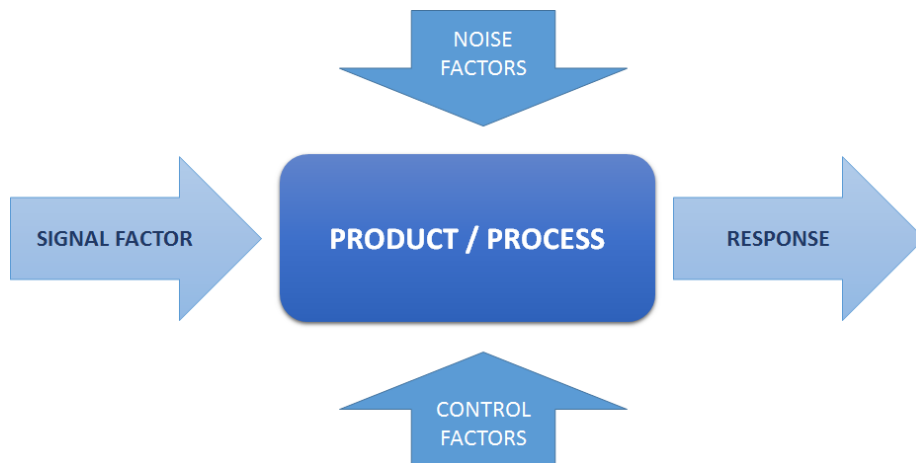 NOISE
FACTORS
SIGNAL FACTOR
PRODUCT / PROCESS
RESPONSE
CONTROL
FACTORS